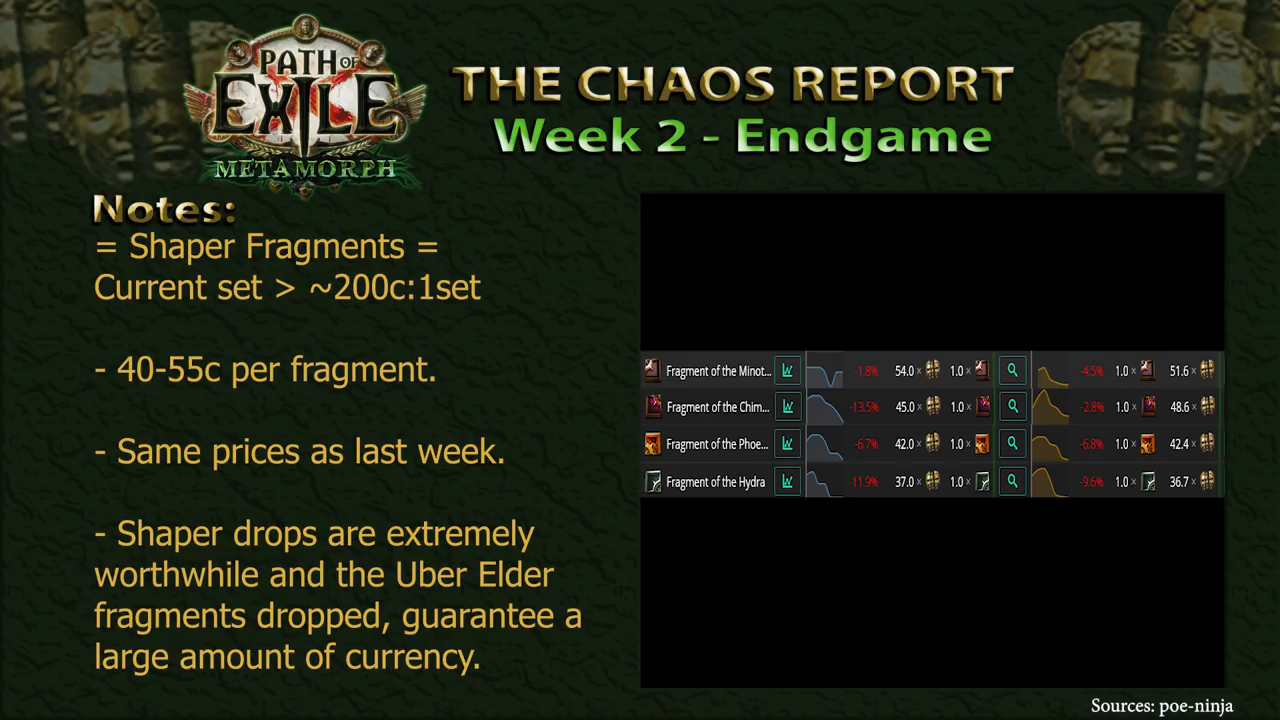 PATH OF
EXILE
METAMORPH
THE CHAOS REPORT
Week 2 - Endgame
Notes:
= Shaper Fragments =
Current set > ~200c:1set
- 40-55c per fragment.
- Same prices as last week.
- Shaper drops are extremely
worthwhile and the Uber Elder
fragments dropped, guarantee a
large amount of currency.
Fragment of the Minot... -1.8% 54.0 × 1.0 × -4.5% 1.0 × 51.6 ×
Fragment of the Chim... -13.5% 45.0 × 1.0 × -2.8% 1.0 × 48.6 ×
Fragment of the Phoe... -6.7% 42.0 × 1.0 × -6.8% 1.0 × 42.4 ×
Fragment of the Hydra -11.9% 37.0 × 1.0 × -9.6% 1.0 × 36.7 ×
Sources: poe-ninja